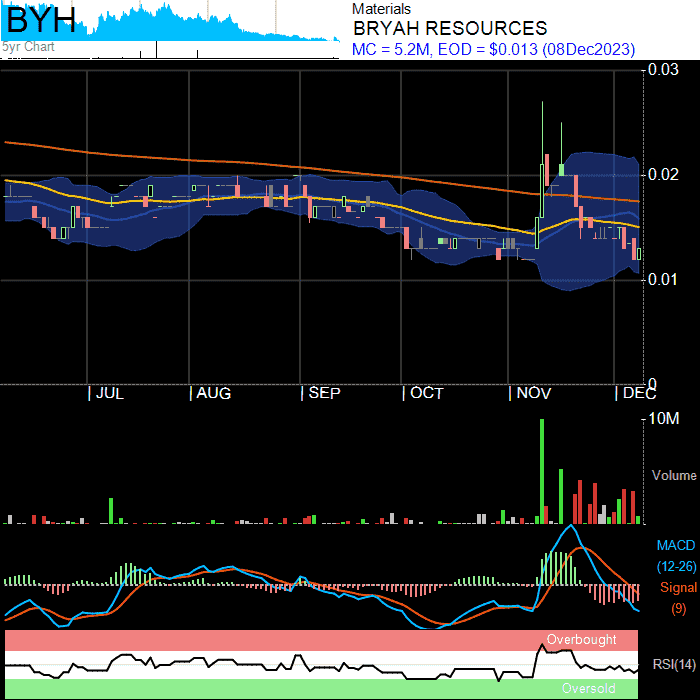 BYH
5yr Chart
Materials
BRYAH RESOURCES
MC = 5.2M, EOD = $0.013 (08Dec2023)
0.03
0.02
0.01
0
JUL AUG SEP OCT NOV DEC
10M
Volume
MACD
(12-26)
Signal
(9)
Overbought
RSI(14)
Oversold